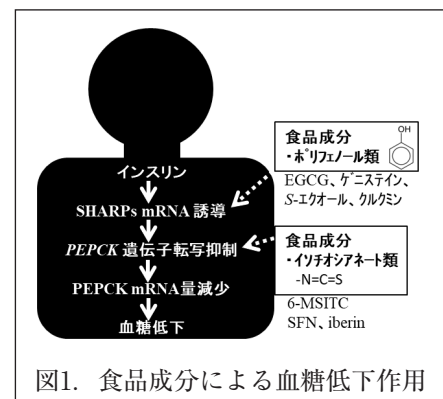 インスリン
SHARPs mRNA 誘導
PEPCK 遺伝子転写抑制
PEPCK mRNA量減少
血糖低下
食品成分
・ポリフェノール類
OH
EGCG、ゲニステイン、
S-エクオール、クルクミン
食品成分
・イソチオシアネート類
-N=C=S
6-MSITC
SFN、iberin
図1. 食品成分による血糖低下作用